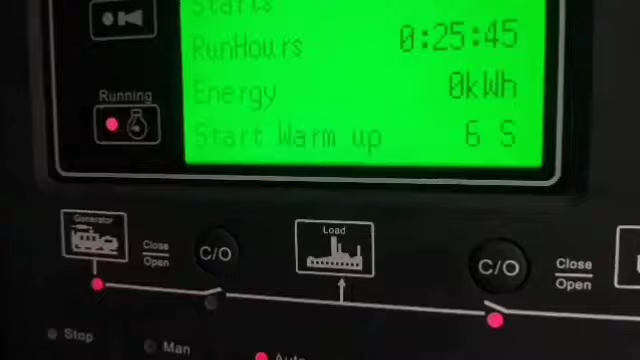 Starts
RunHours 0:25:45
Energy 0kWh
Start Warm up 6 S
Running
Generator
Close
Open
C/O
Load
C/O
Close
Open
Stop
Man
Auto